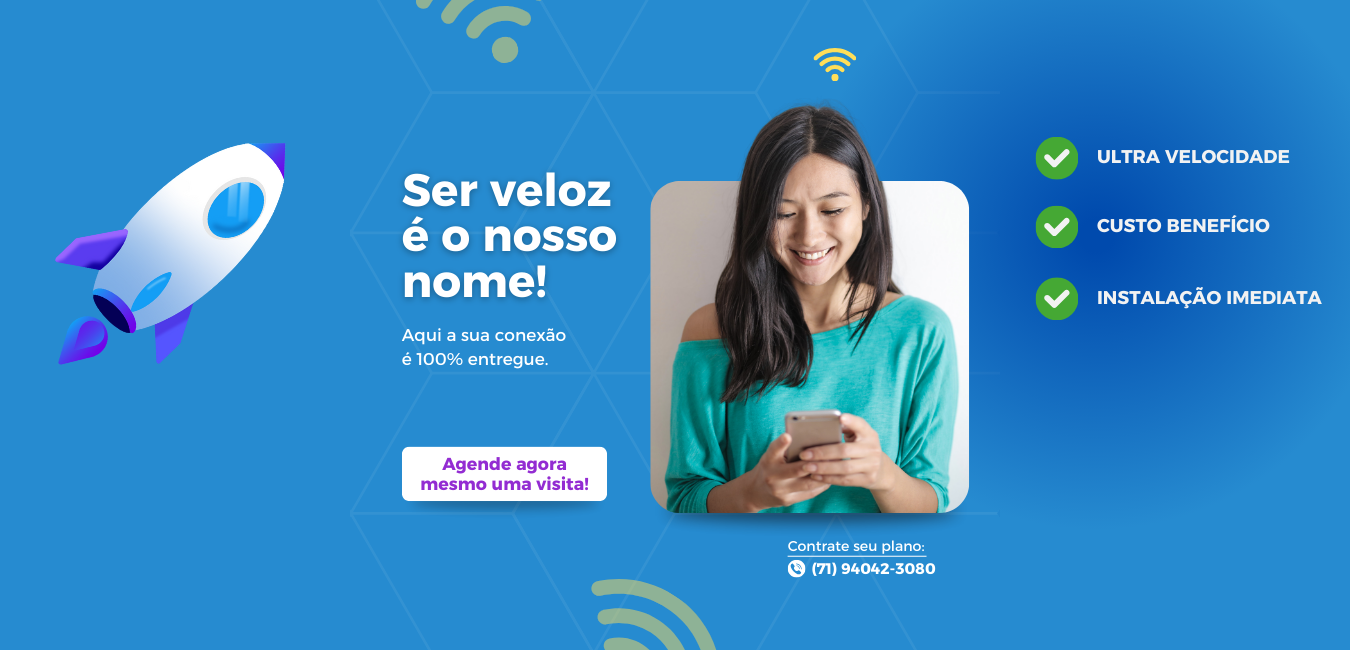 Ser veloz
é o nosso
nome!
Aqui a sua conexão
é 100% entregue.
Agende agora
mesmo uma visita!
Contrate seu plano:
(71) 94042-3080
ULTRA VELOCIDADE
CUSTO BENEFÍCIO
INSTALAÇÃO IMEDIATA